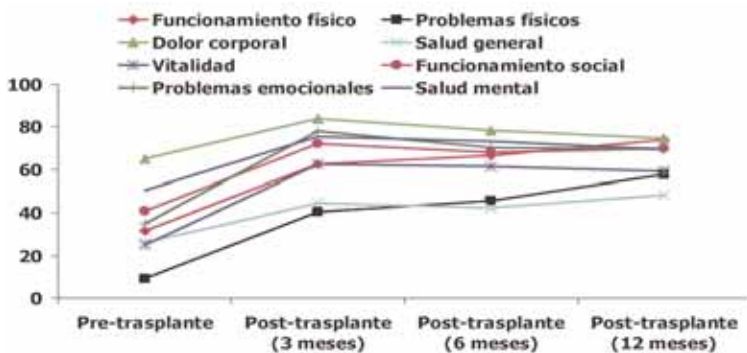 Funcionamiento físico
Problemas físicos
Dolor corporal
Salud general
Vitalidad
Funcionamiento social
Problemas emocionales
Salud mental
100
80
60
40
20
0
Pre-trasplante
Post-trasplante
(3 meses)
Post-trasplante
(6 meses)
Post-trasplante
(12 meses)